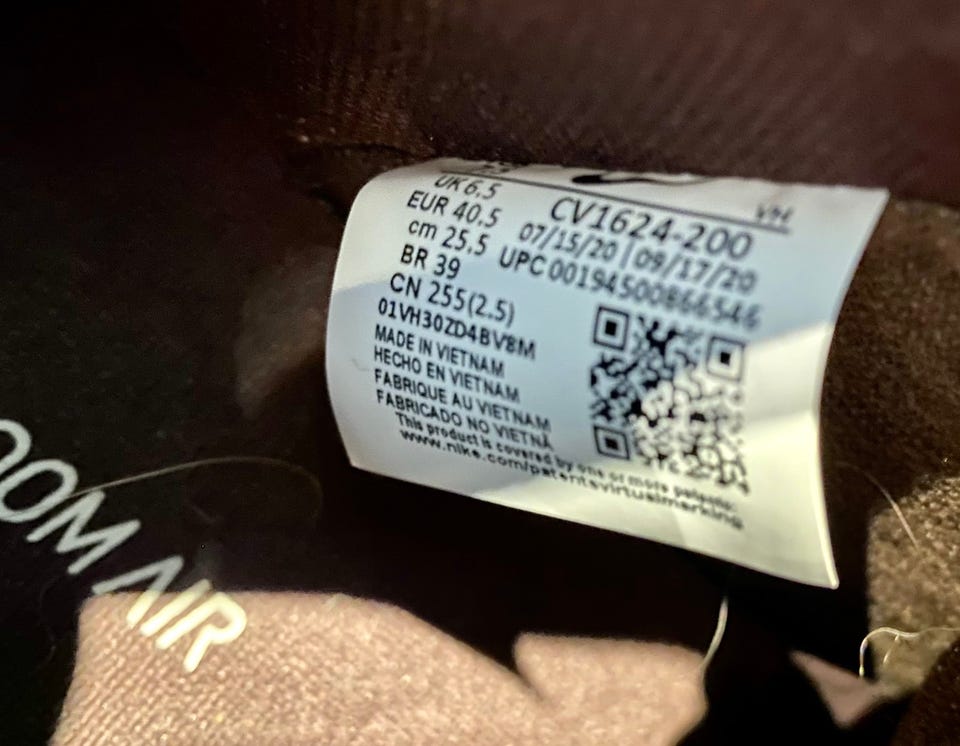 UK 6.5
EUR 40.5
cm 25.5
BR 39
CN 255(2.5)
01VH30ZD4BV8M
MADE IN VIETNAM
HECHO EN VIETNAM
FABRIQUE AU VIETNAM
FABRICADO NO VIETNÃ
This product is covered by one or more patents:
www.nike.com/patentsvirtualmarking
VH
CV1624-200
07/15/20 | 09/17/20
UPC 00194500866546
OOM AIR